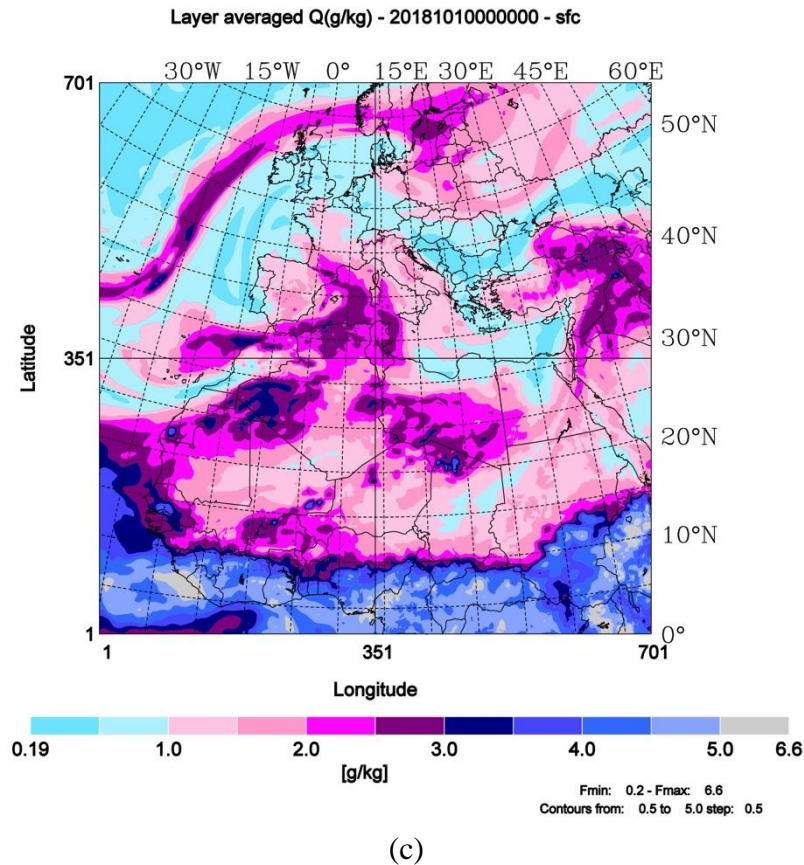 Layer averaged Q(g/kg) - 20181010000000 - sfc
30°W 15°W 0° 15°E 30°E 45°E 60°E
701
50°N
40°N
30°N
351
Latitude
20°N
10°N
1 0°
1 351 701
Longitude
0.19 1.0 2.0 3.0 4.0 5.0 6.6
[g/kg]
Fmin: 0.2 - Fmax: 6.6
Contours from: 0.5 to 5.0 step: 0.5
(c)